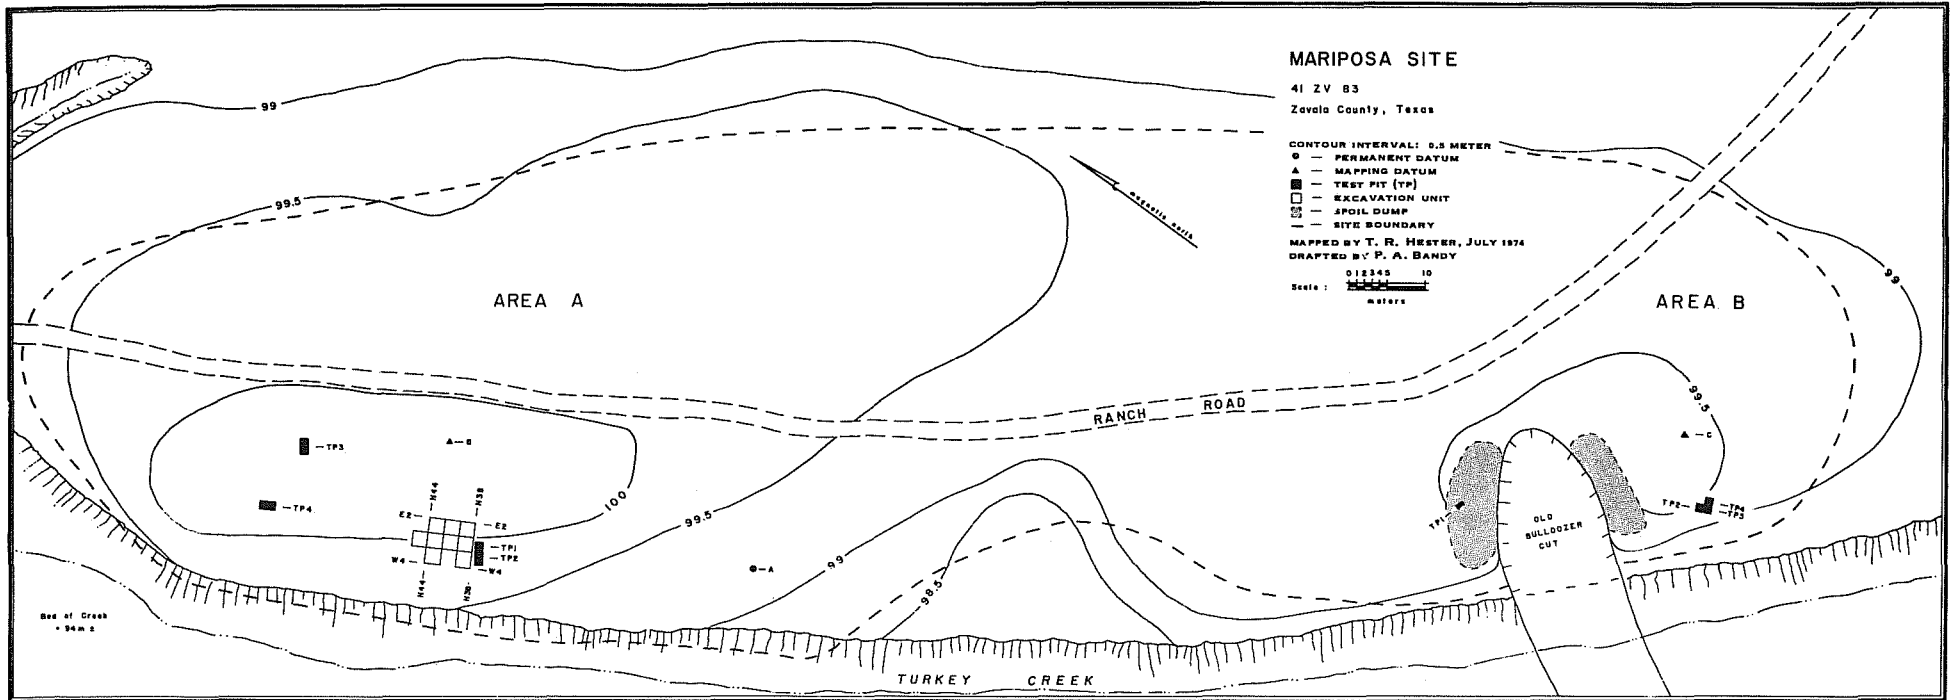 MARIPOSA SITE
41 ZV 83
Zavala County, Texas
CONTOUR INTERVAL: 0.5 METER
— PERMANENT DATUM
— MAPPING DATUM
— TEST PIT (TP)
— EXCAVATION UNIT
— SPOIL DUMP
— SITE BOUNDARY
MAPPED BY T. R. HESTER, JULY 1974
DRAFTED BY P. A. BANDY
Scale :
0 1 2 3 4 5 10
meters
99
99.5
magnetic north
AREA A
AREA B
99
RANCH ROAD
99.5
TP3
B
C
TP4
N44
N38
E2
E2
100
99.5
TP1
TP2
W4
W4
N44
N38
A
99
98.5
TP1
OLD
BULLDOZER
CUT
TP2
TP4
TP3
Bed of Creek
94m ±
TURKEY CREEK